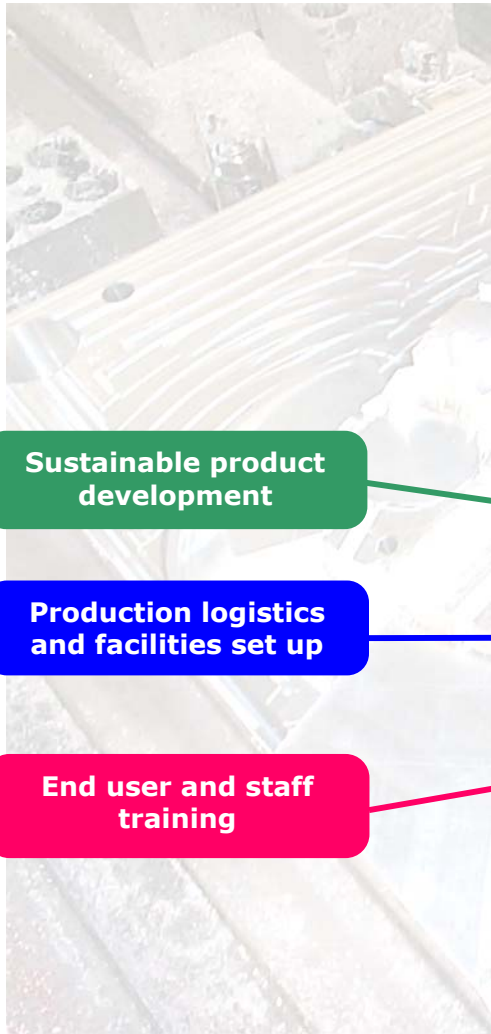 Sustainable product
development
Production logistics
and facilities set up
End user and staff
training